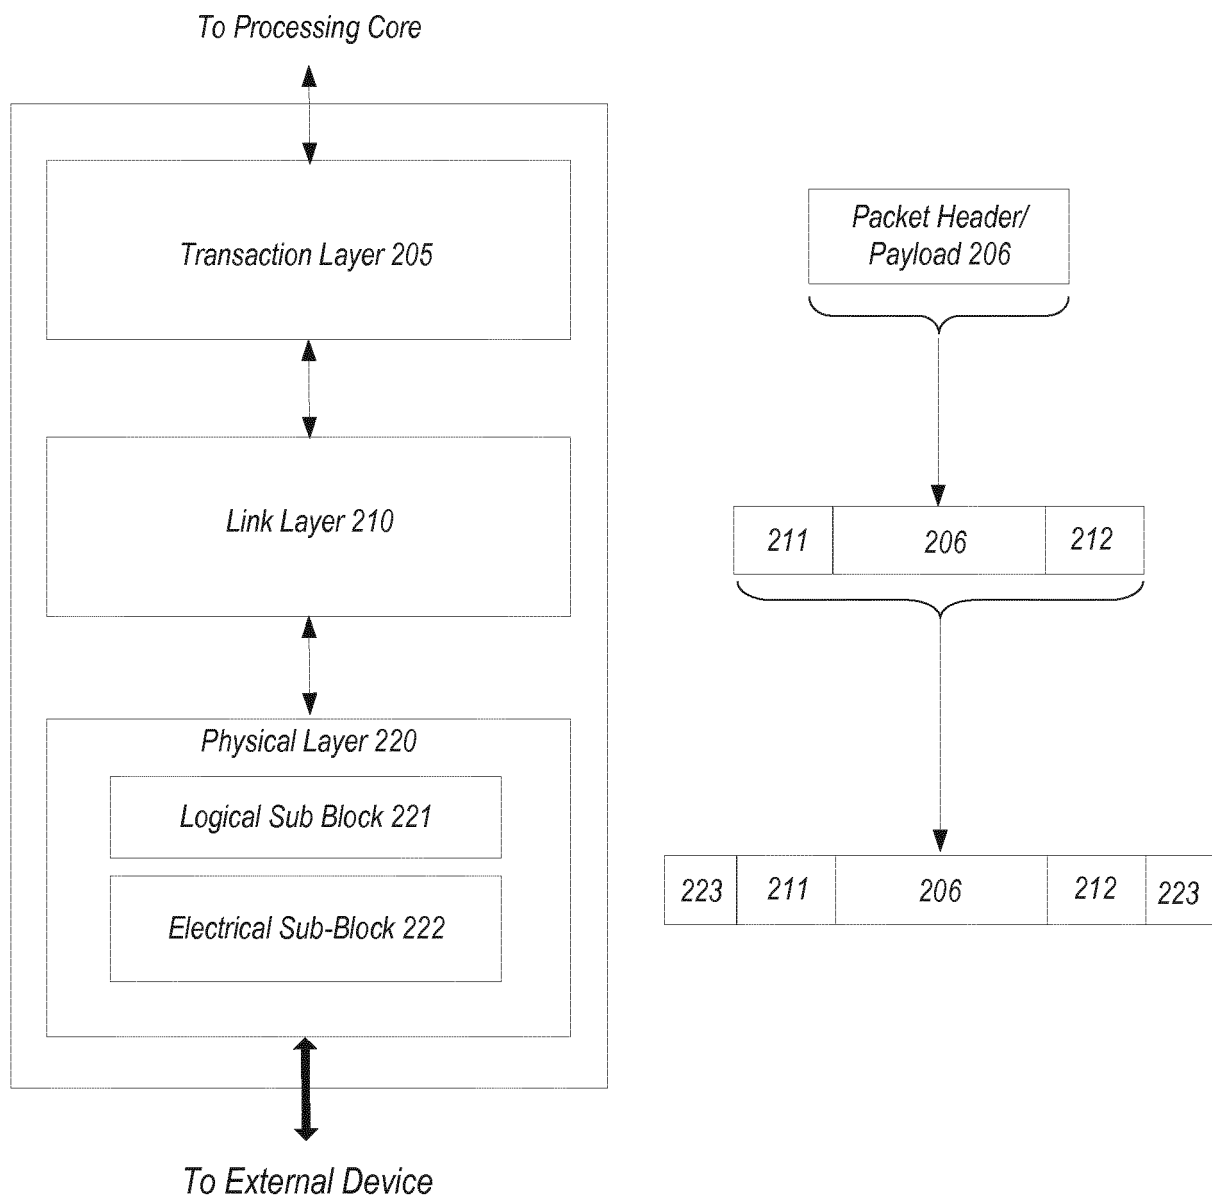 To Processing Core
Transaction Layer 205
Packet Header/
Payload 206
Link Layer 210
211 206 212
Physical Layer 220
Logical Sub Block 221
Electrical Sub-Block 222
223 211 206 212 223
To External Device